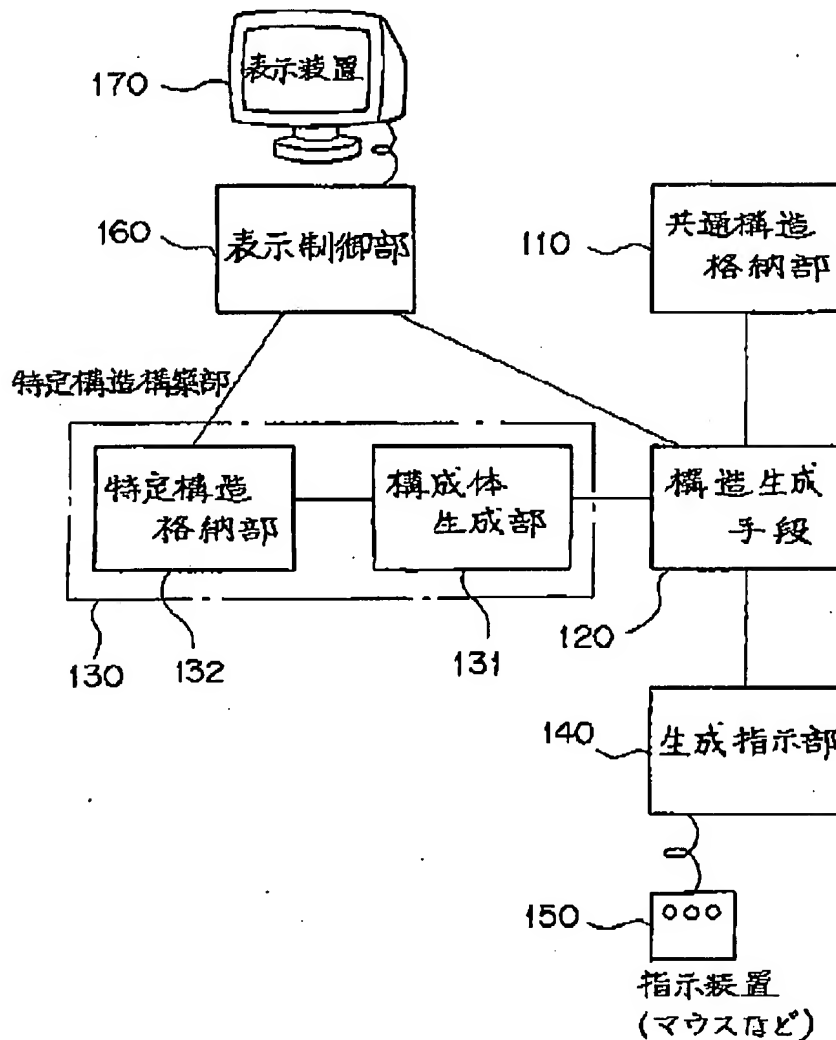 表示装置
170
160
表示制御部
110
共通構造
格納部
特定構造構築部
特定構造
格納部
構成体
生成部
構造生成
手段
120
130
132
131
140
生成指示部
150
指示装置
(マウスなど)